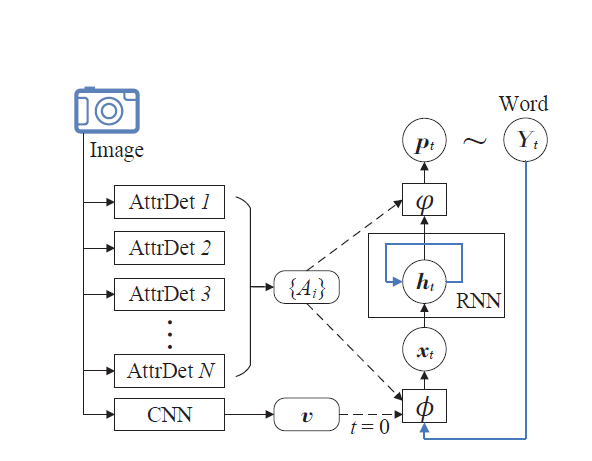 Image
Word
AttrDet 1
AttrDet 2
AttrDet 3
⋮
AttrDet N
CNN
{A_i}
v
t = 0
p_t ~ Y_t
φ
h_t
RNN
x_t
ϕ